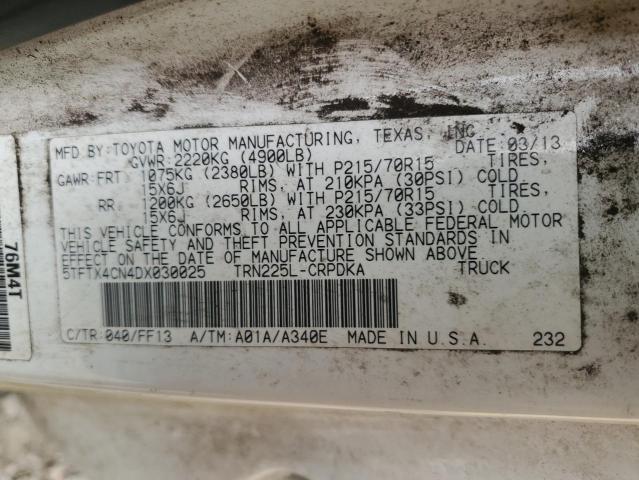 MFD BY:TOYOTA MOTOR MANUFACTURING, TEXAS, INC.
GVWR:2220KG (4900LB) DATE:03/13
GAWR:FRT 1075KG (2380LB) WITH P215/70R15 TIRES,
15X6J RIMS, AT 210KPA (30PSI) COLD
RR 1200KG (2650LB) WITH P215/70R15 TIRES,
15X6J RIMS, AT 230KPA (33PSI) COLD
THIS VEHICLE CONFORMS TO ALL APPLICABLE FEDERAL MOTOR
VEHICLE SAFETY AND THEFT PREVENTION STANDARDS IN
EFFECT ON THE DATE OF MANUFACTURE SHOWN ABOVE.
5TFTX4CN4DX030025 TRN225L-CRPDKA TRUCK
C/TR:040/FF13 A/TM:A01A/A340E MADE IN U.S.A. 232
76M4T